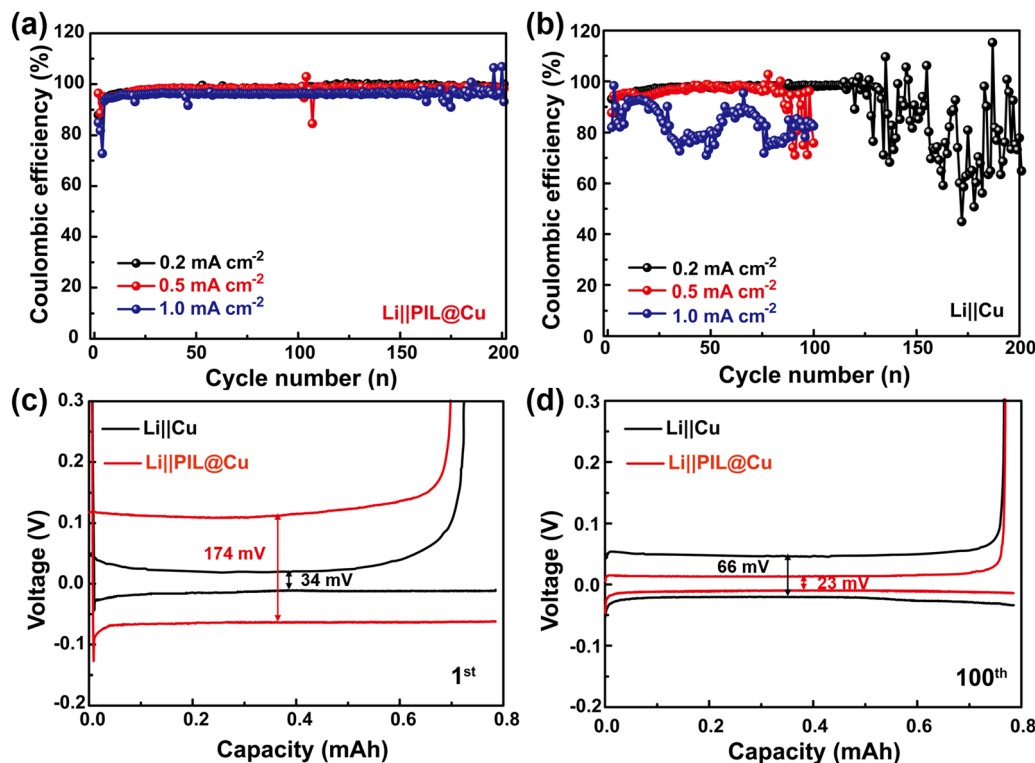 (a)
120
100
80
60
40
20
0
Coulombic efficiency (%)
0.2 mA cm⁻²
0.5 mA cm⁻²
1.0 mA cm⁻²
Li||PIL@Cu
0 50 100 150 200
Cycle number (n)
(b)
120
100
80
60
40
20
0
Coulombic efficiency (%)
0.2 mA cm⁻²
0.5 mA cm⁻²
1.0 mA cm⁻²
Li||Cu
0 50 100 150 200
Cycle number (n)
(c)
0.3
0.2
0.1
0.0
-0.1
-0.2
Voltage (V)
Li||Cu
Li||PIL@Cu
174 mV
34 mV
1ˢᵗ
0.0 0.2 0.4 0.6 0.8
Capacity (mAh)
(d)
0.3
0.2
0.1
0.0
-0.1
-0.2
Voltage (V)
Li||Cu
Li||PIL@Cu
66 mV
23 mV
100ᵗʰ
0.0 0.2 0.4 0.6 0.8
Capacity (mAh)